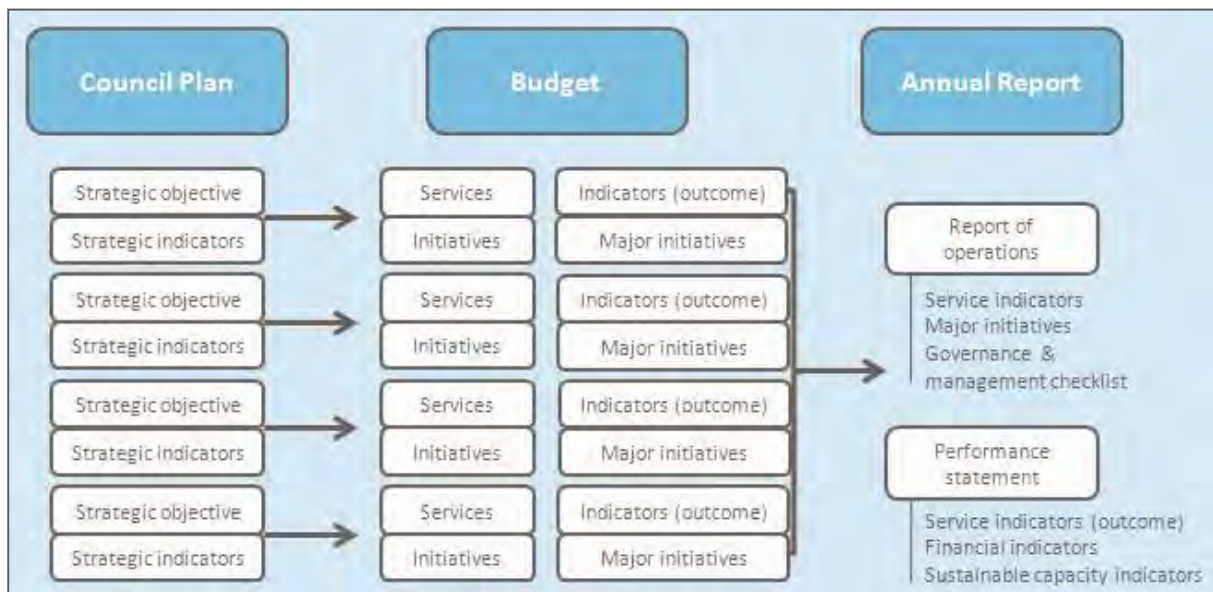 Council Plan
Budget
Annual Report
Strategic objective
Strategic indicators
Services
Initiatives
Indicators (outcome)
Major initiatives
Strategic objective
Strategic indicators
Services
Initiatives
Indicators (outcome)
Major initiatives
Strategic objective
Strategic indicators
Services
Initiatives
Indicators (outcome)
Major initiatives
Strategic objective
Strategic indicators
Services
Initiatives
Indicators (outcome)
Major initiatives
Report of
operations
Service indicators
Major initiatives
Governance &
management checklist
Performance
statement
Service indicators (outcome)
Financial indicators
Sustainable capacity indicators